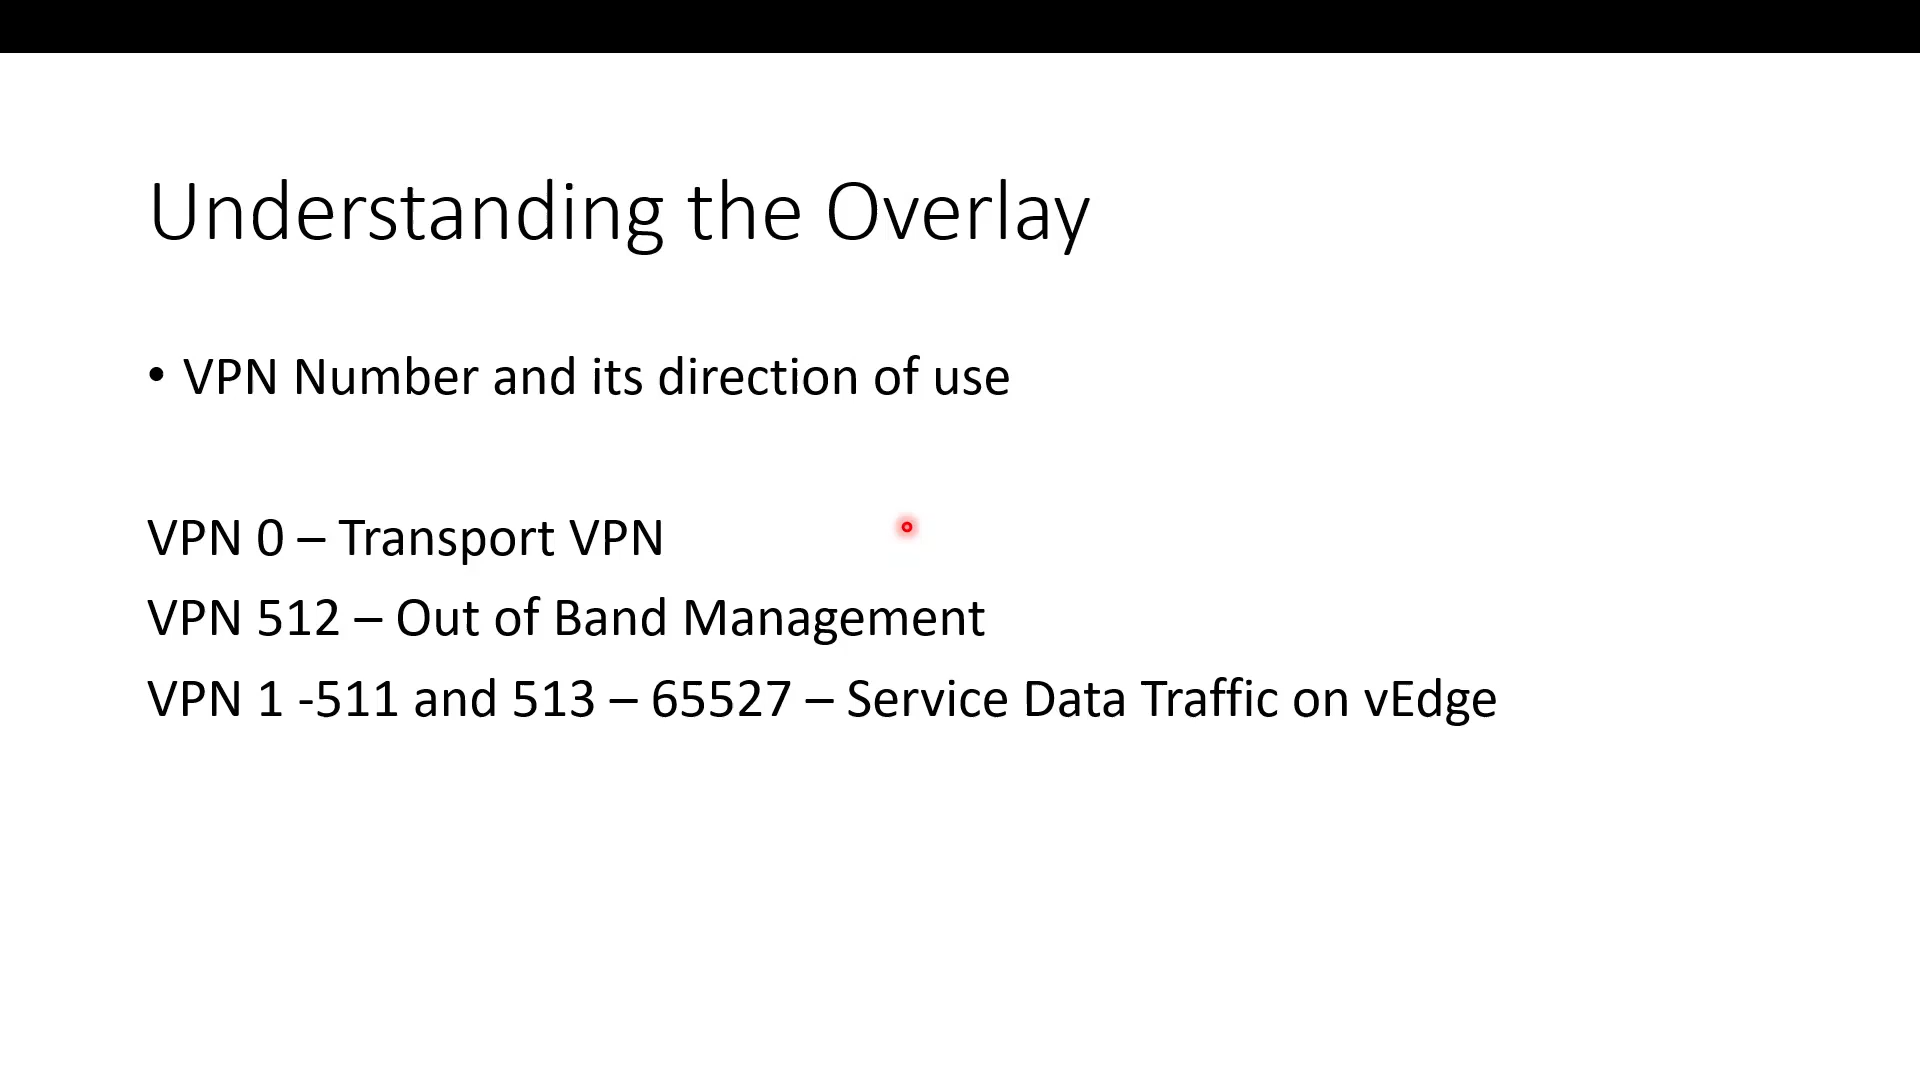 Understanding the Overlay
• VPN Number and its direction of use
VPN 0 – Transport VPN
VPN 512 – Out of Band Management
VPN 1 -511 and 513 – 65527 – Service Data Traffic on vEdge